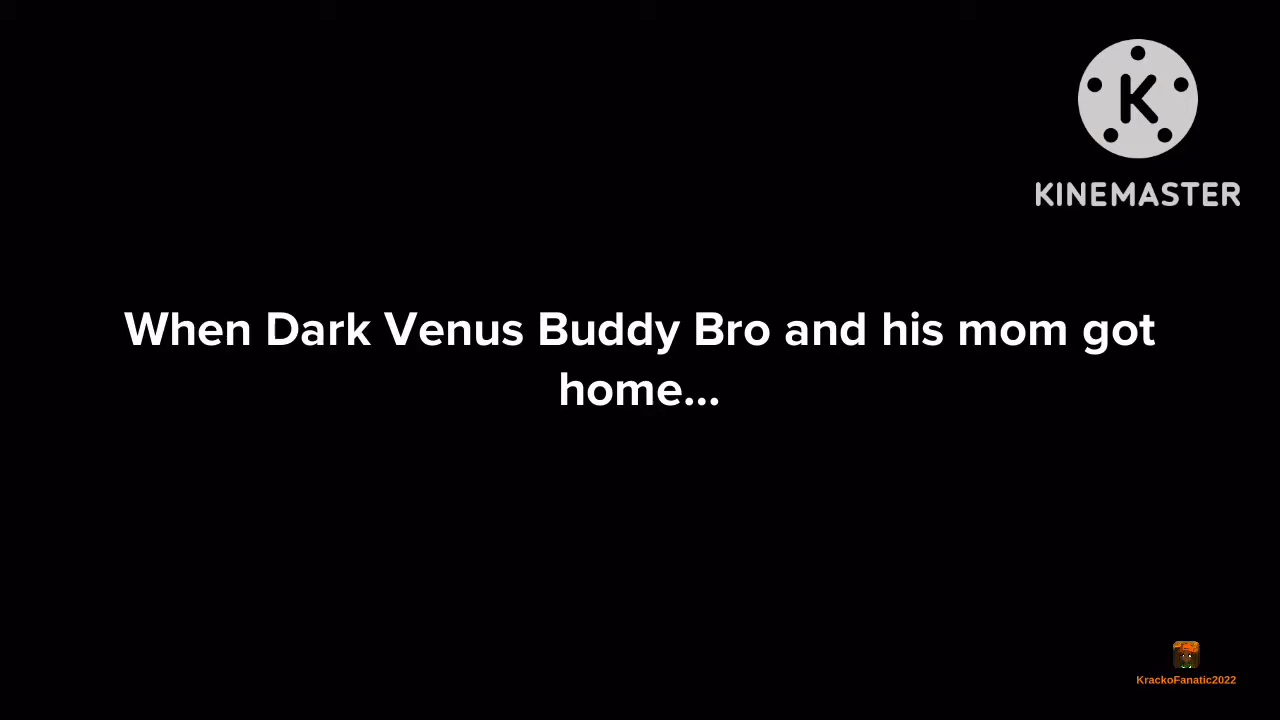 K
KINEMASTER
When Dark Venus Buddy Bro and his mom got
home...
KrackoFanatic2022